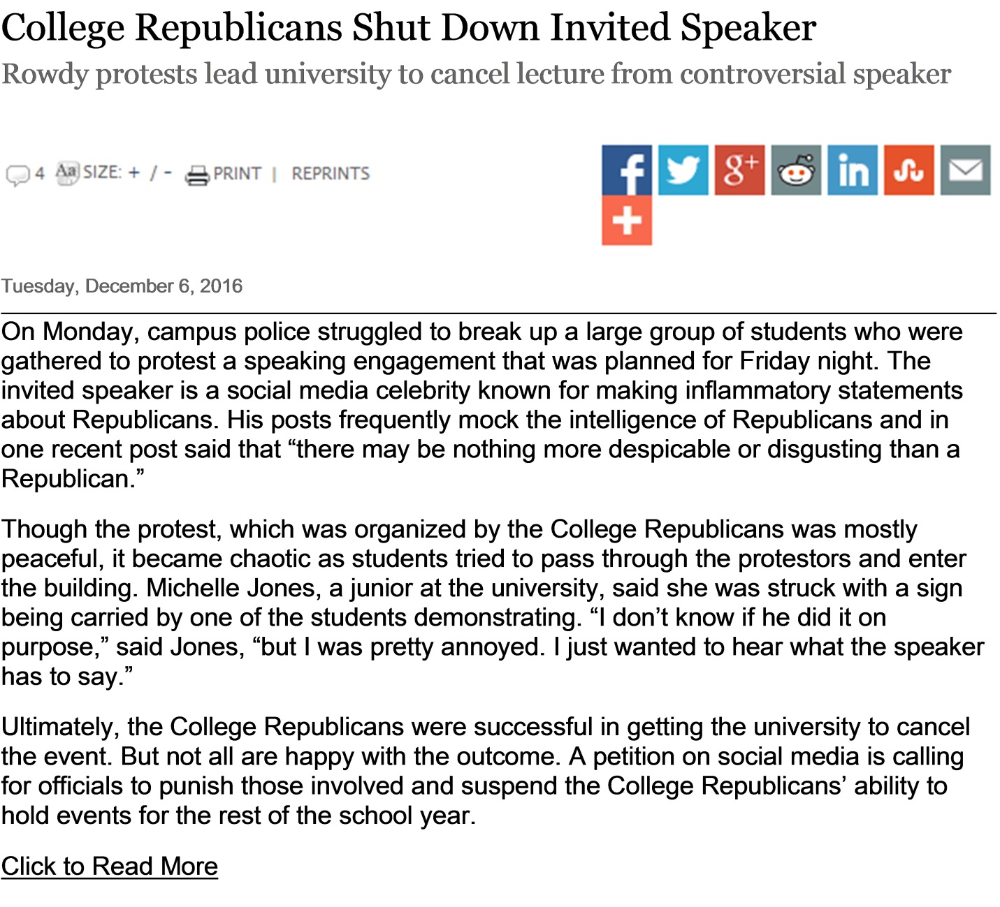 College Republicans Shut Down Invited Speaker
Rowdy protests lead university to cancel lecture from controversial speaker
4 Aa SIZE: + / - PRINT | REPRINTS
f g+ in
Tuesday, December 6, 2016
On Monday, campus police struggled to break up a large group of students who were
gathered to protest a speaking engagement that was planned for Friday night. The
invited speaker is a social media celebrity known for making inflammatory statements
about Republicans. His posts frequently mock the intelligence of Republicans and in
one recent post said that “there may be nothing more despicable or disgusting than a
Republican.”
Though the protest, which was organized by the College Republicans was mostly
peaceful, it became chaotic as students tried to pass through the protestors and enter
the building. Michelle Jones, a junior at the university, said she was struck with a sign
being carried by one of the students demonstrating. “I don’t know if he did it on
purpose,” said Jones, “but I was pretty annoyed. I just wanted to hear what the speaker
has to say.”
Ultimately, the College Republicans were successful in getting the university to cancel
the event. But not all are happy with the outcome. A petition on social media is calling
for officials to punish those involved and suspend the College Republicans’ ability to
hold events for the rest of the school year.
Click to Read More